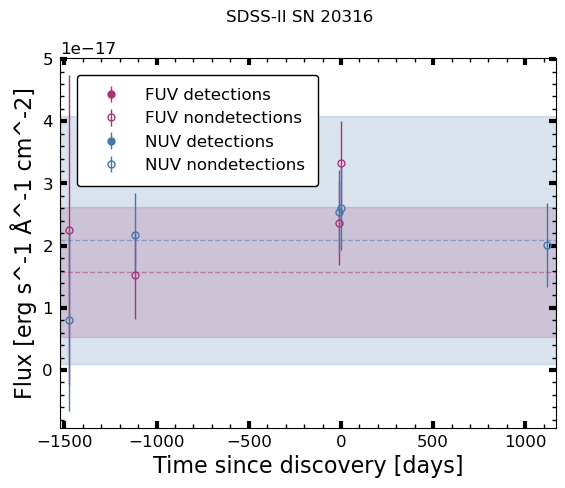 SDSS-II SN 20316
1e−17
FUV detections
FUV nondetections
NUV detections
NUV nondetections
5
4
3
2
1
0
Flux [erg s^-1 Å^-1 cm^-2]
−1500 −1000 −500 0 500 1000
Time since discovery [days]